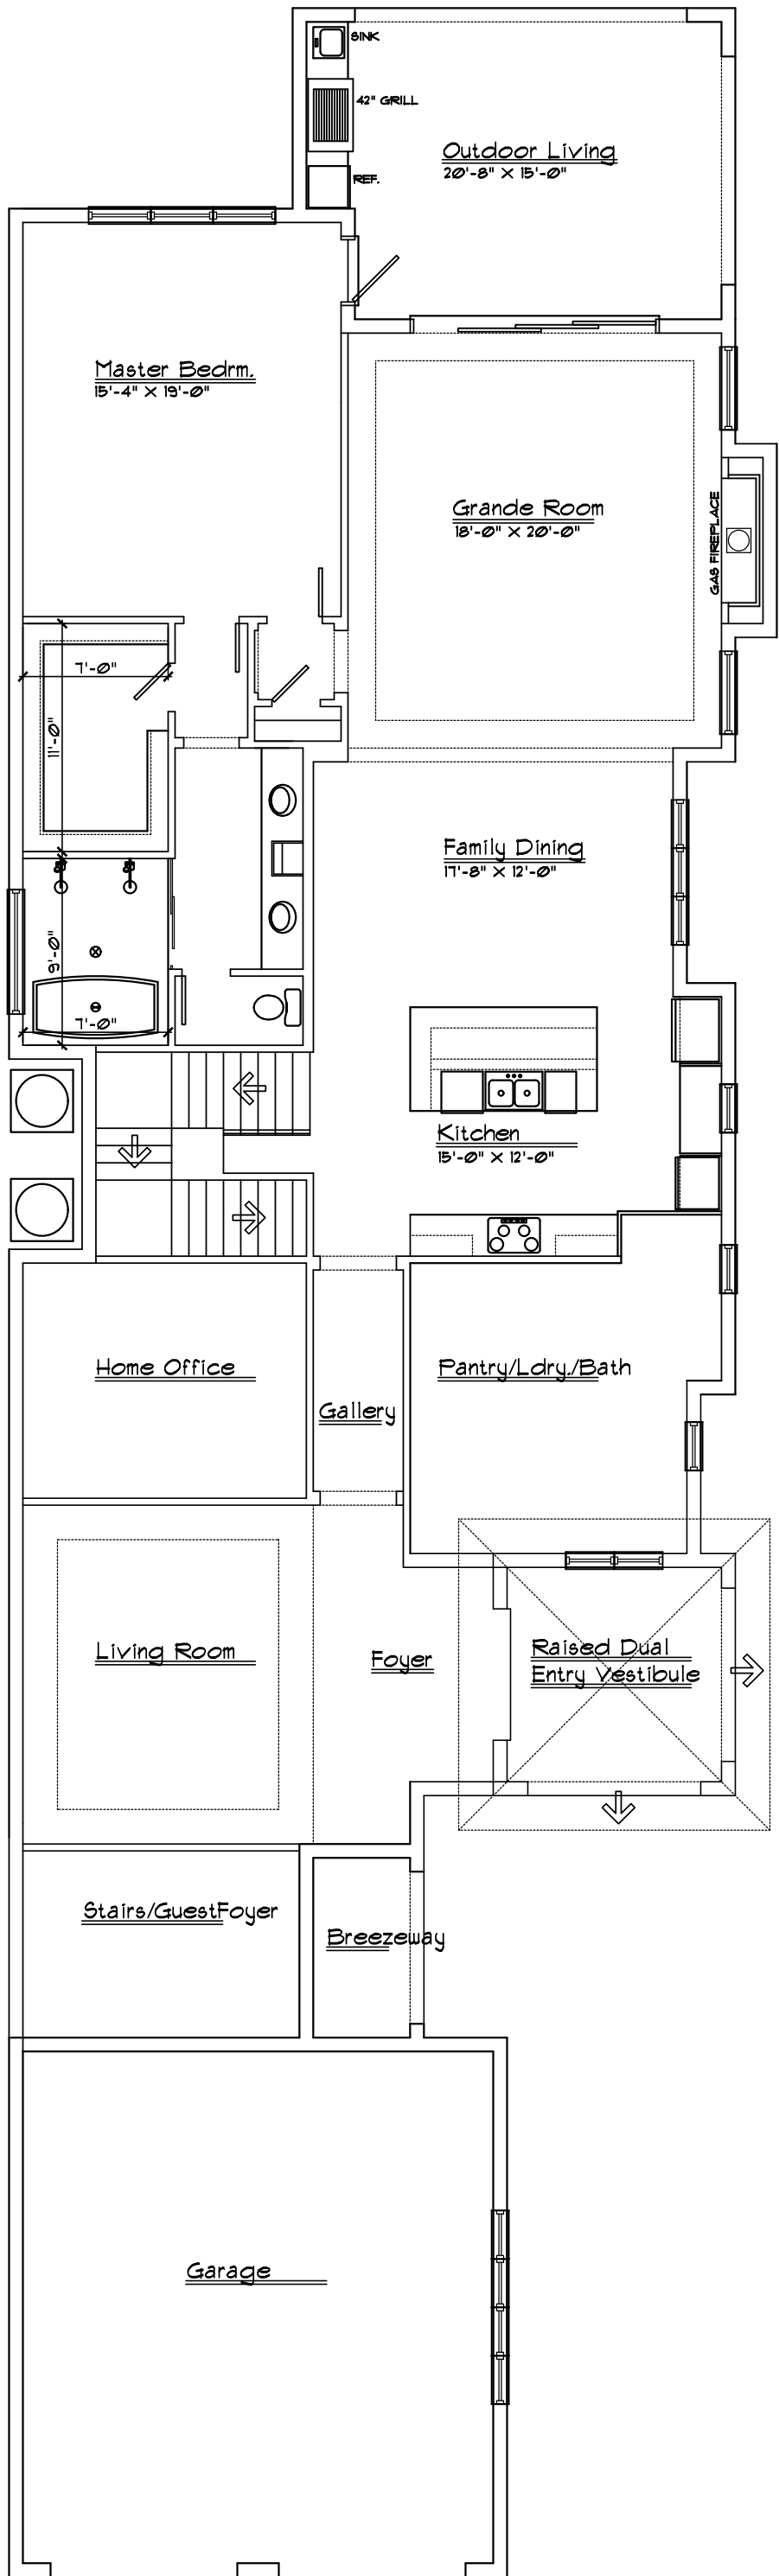 SINK
42" GRILL
Outdoor Living
20'-8" X 15'-0"
REF.
Master Bedrm.
15'-4" X 19'-0"
Grande Room
18'-0" X 20'-0"
GAS FIREPLACE
7'-0"
11'-0"
Family Dining
17'-8" X 12'-0"
9'-0"
7'-0"
Kitchen
15'-0" X 12'-0"
Home Office
Pantry/Ldry./Bath
Gallery
Living Room
Foyer
Raised Dual
Entry Vestibule
Stairs/GuestFoyer
Breezeway
Garage